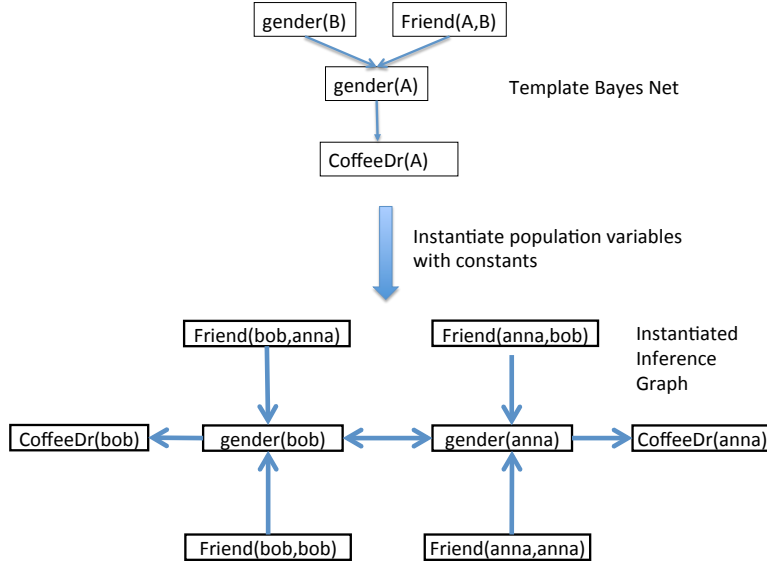 gender(B)
Friend(A,B)
gender(A)
Template Bayes Net
CoffeeDr(A)
Instantiate population variables
with constants
Friend(bob,anna)
Friend(anna,bob)
Instantiated
Inference
Graph
CoffeeDr(bob)
gender(bob)
gender(anna)
CoffeeDr(anna)
Friend(bob,bob)
Friend(anna,anna)